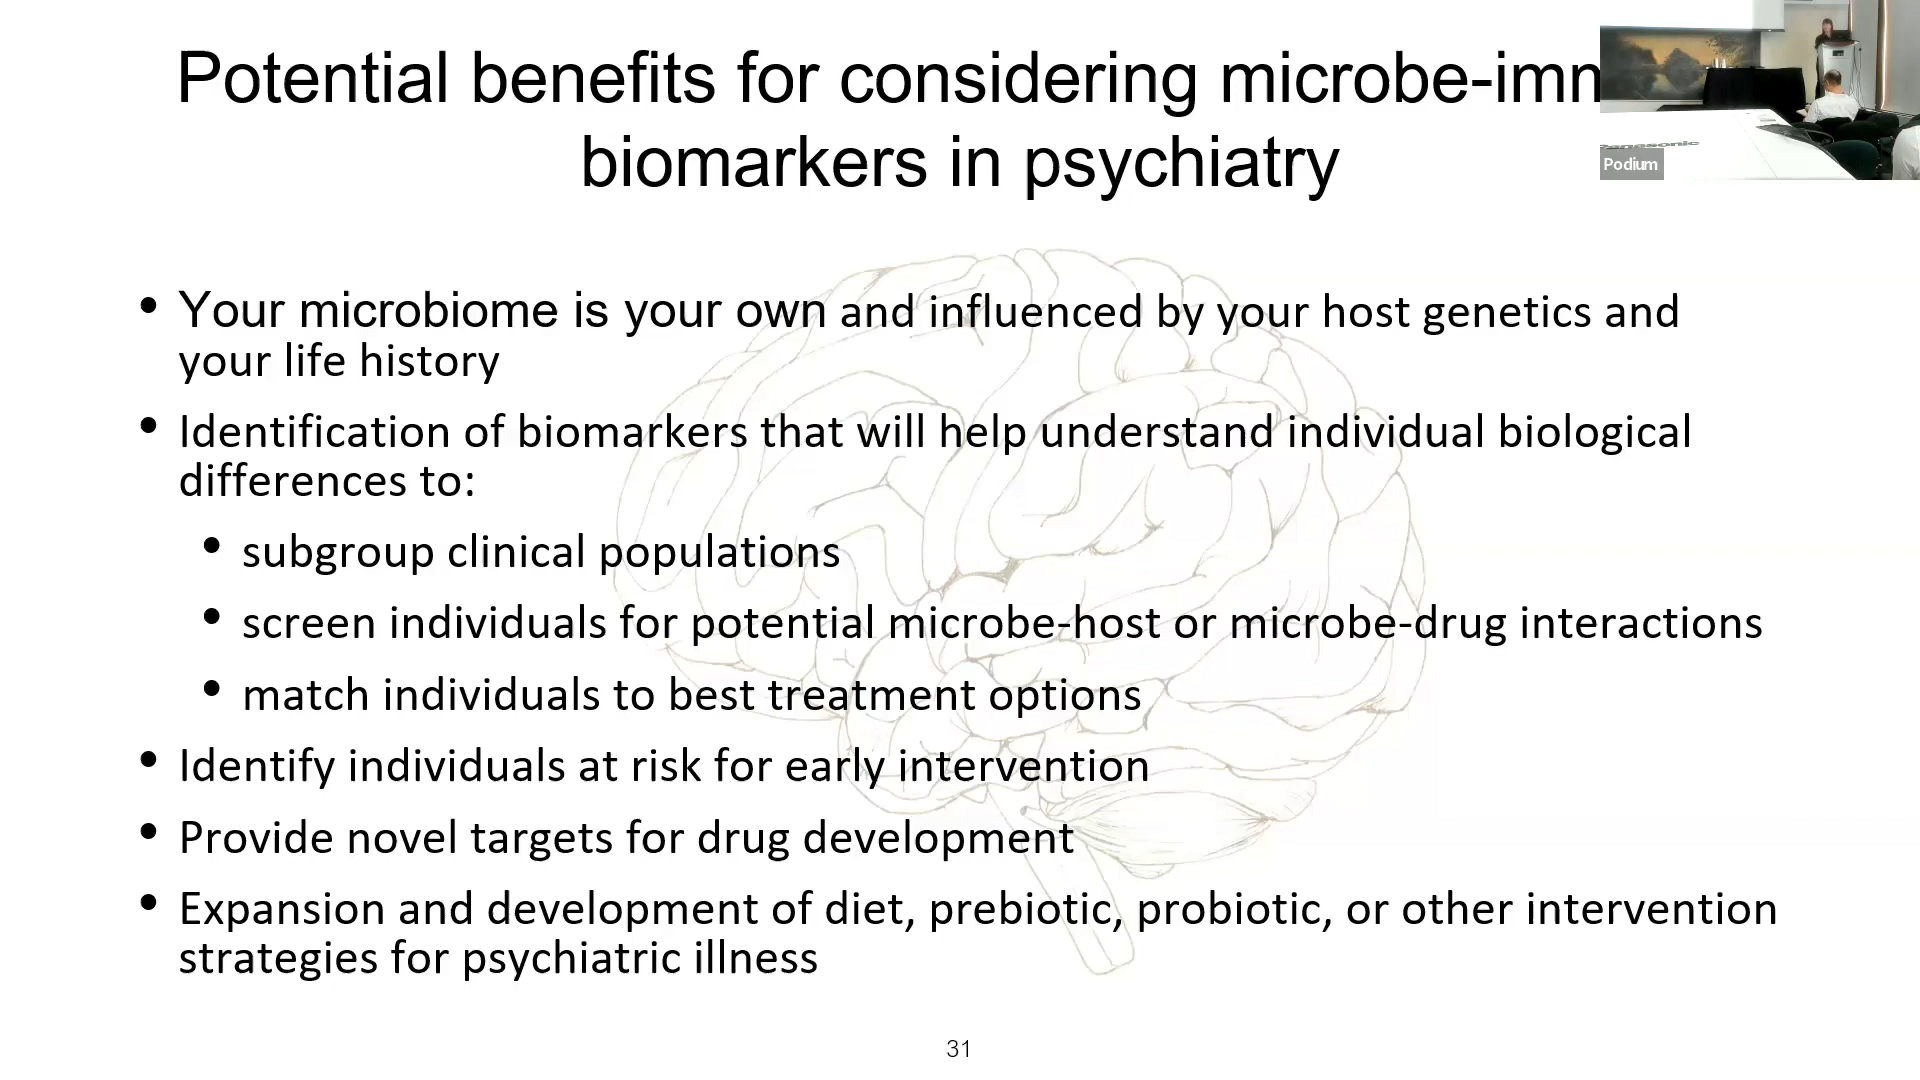 Potential benefits for considering microbe-imm
biomarkers in psychiatry
Panasonic
Podium
• Your microbiome is your own and influenced by your host genetics and
your life history
• Identification of biomarkers that will help understand individual biological
differences to:
• subgroup clinical populations
• screen individuals for potential microbe-host or microbe-drug interactions
• match individuals to best treatment options
• Identify individuals at risk for early intervention
• Provide novel targets for drug development
• Expansion and development of diet, prebiotic, probiotic, or other intervention
strategies for psychiatric illness
31